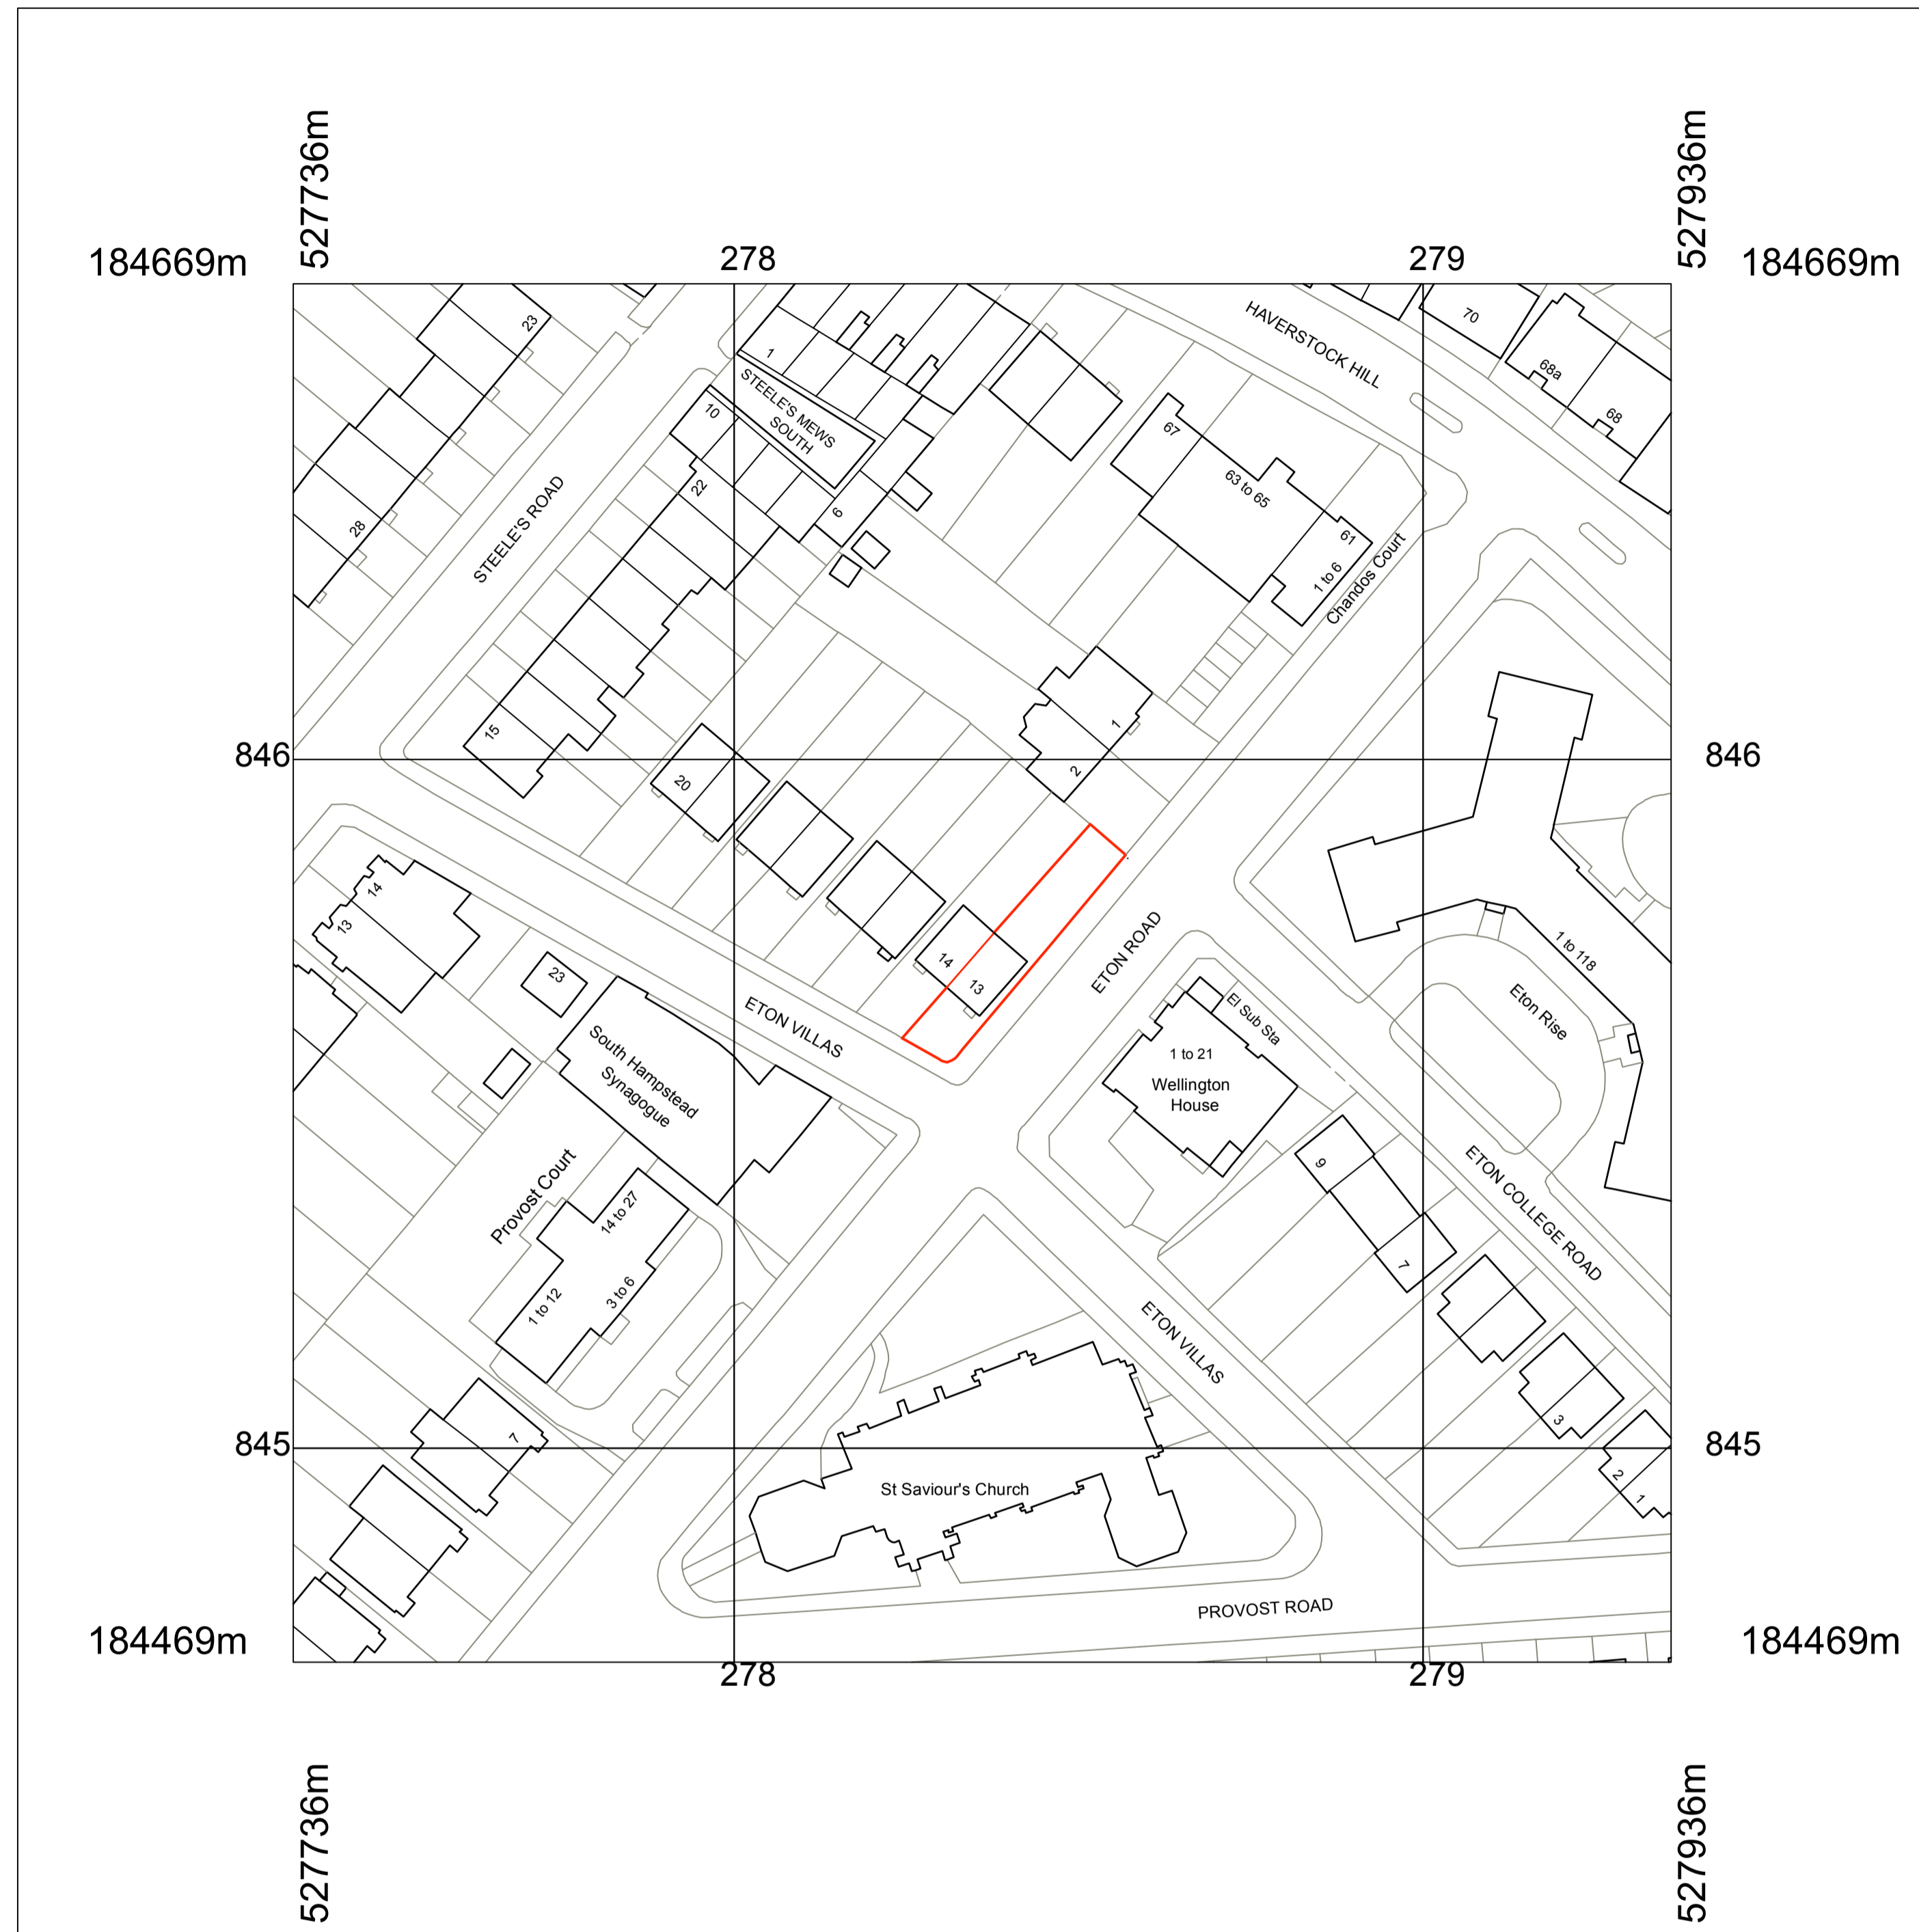 527736m
527936m
184669m
278
279
184669m
HAVERSTOCK HILL
70
68a
68
23
1
STEELE'S MEWS
SOUTH
10
67
63 to 65
61
1 to 6
Chandos Court
22
6
28
STEELE'S ROAD
15
1
2
846
846
20
14
13
14
13
23
ETON VILLAS
ETON ROAD
1 to 118
Eton Rise
El Sub Sta
1 to 21
Wellington
House
South Hampstead
Synagogue
Provost Court
14 to 27
1 to 12
3 to 6
9
7
ETON COLLEGE ROAD
ETON VILLAS
3
2
1
7
845
845
St Saviour's Church
PROVOST ROAD
184469m
278
279
184469m
527736m
527936m